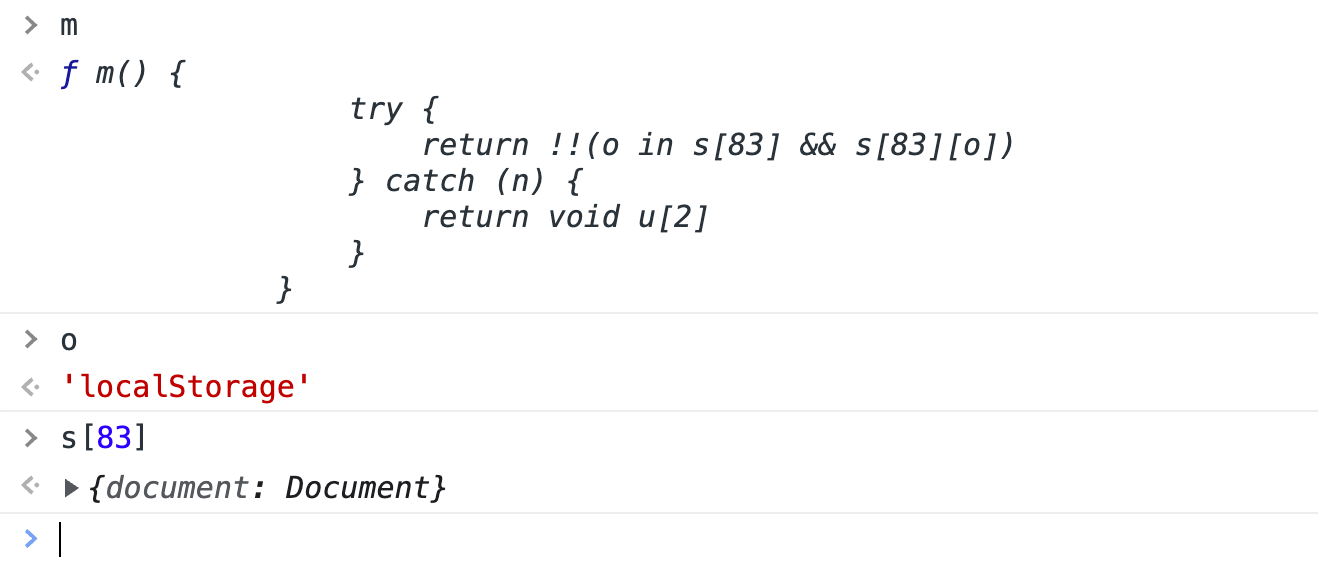 > m
ƒ m() {
try {
return !!(o in s[83] && s[83][o])
} catch (n) {
return void u[2]
}
}
> o
'localStorage'
> s[83]
{document: Document}
>